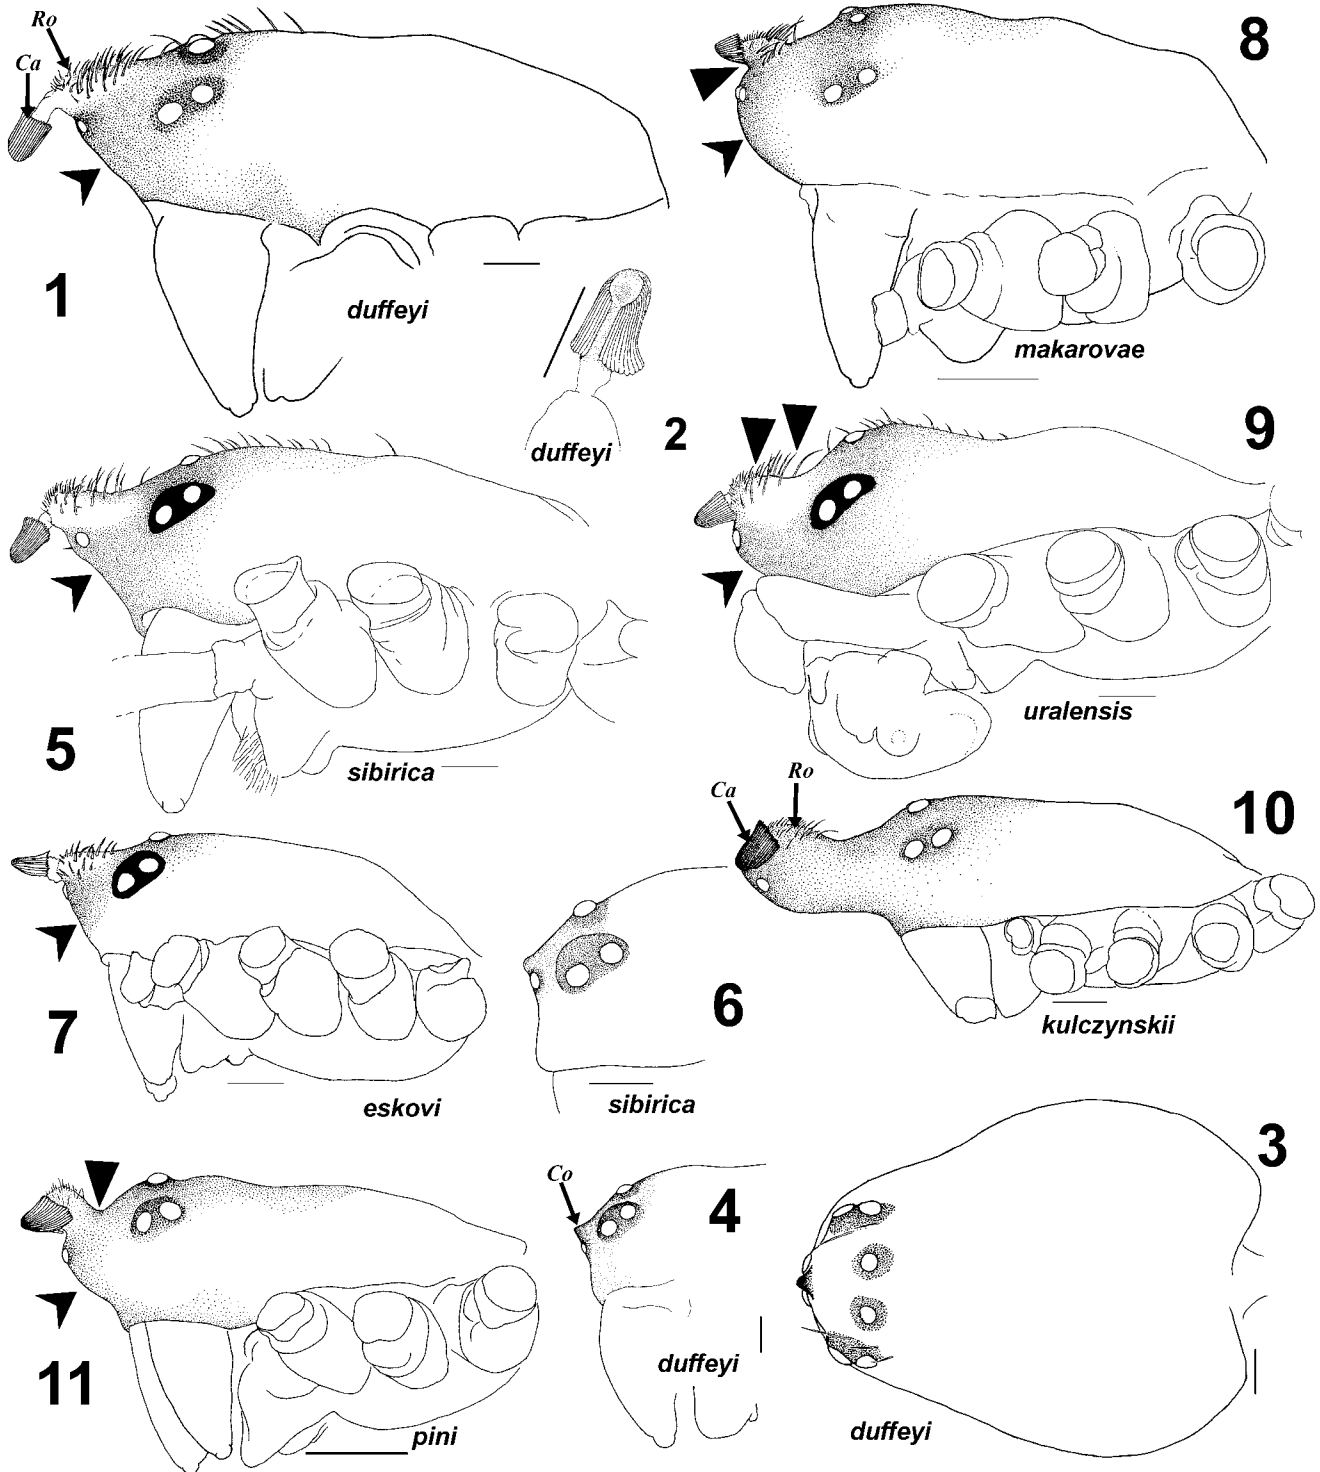 Ro
Ca
1
duffeyi
8
makarovae
2
duffeyi
9
uralensis
5
sibirica
Ca
Ro
10
kulczynskii
7
eskovi
6
sibirica
3
duffeyi
Co
4
duffeyi
11
pini